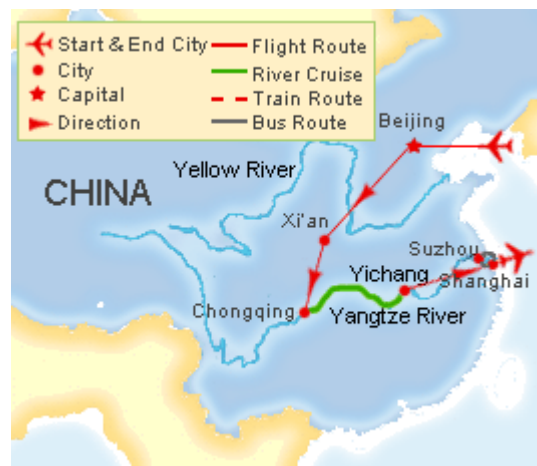 Start & End City
City
Capital
Direction
Flight Route
River Cruise
Train Route
Bus Route
Beijing
Yellow River
CHINA
Xi'an
Suzhou
Yichang
Shanghai
Chongqing
Yangtze River